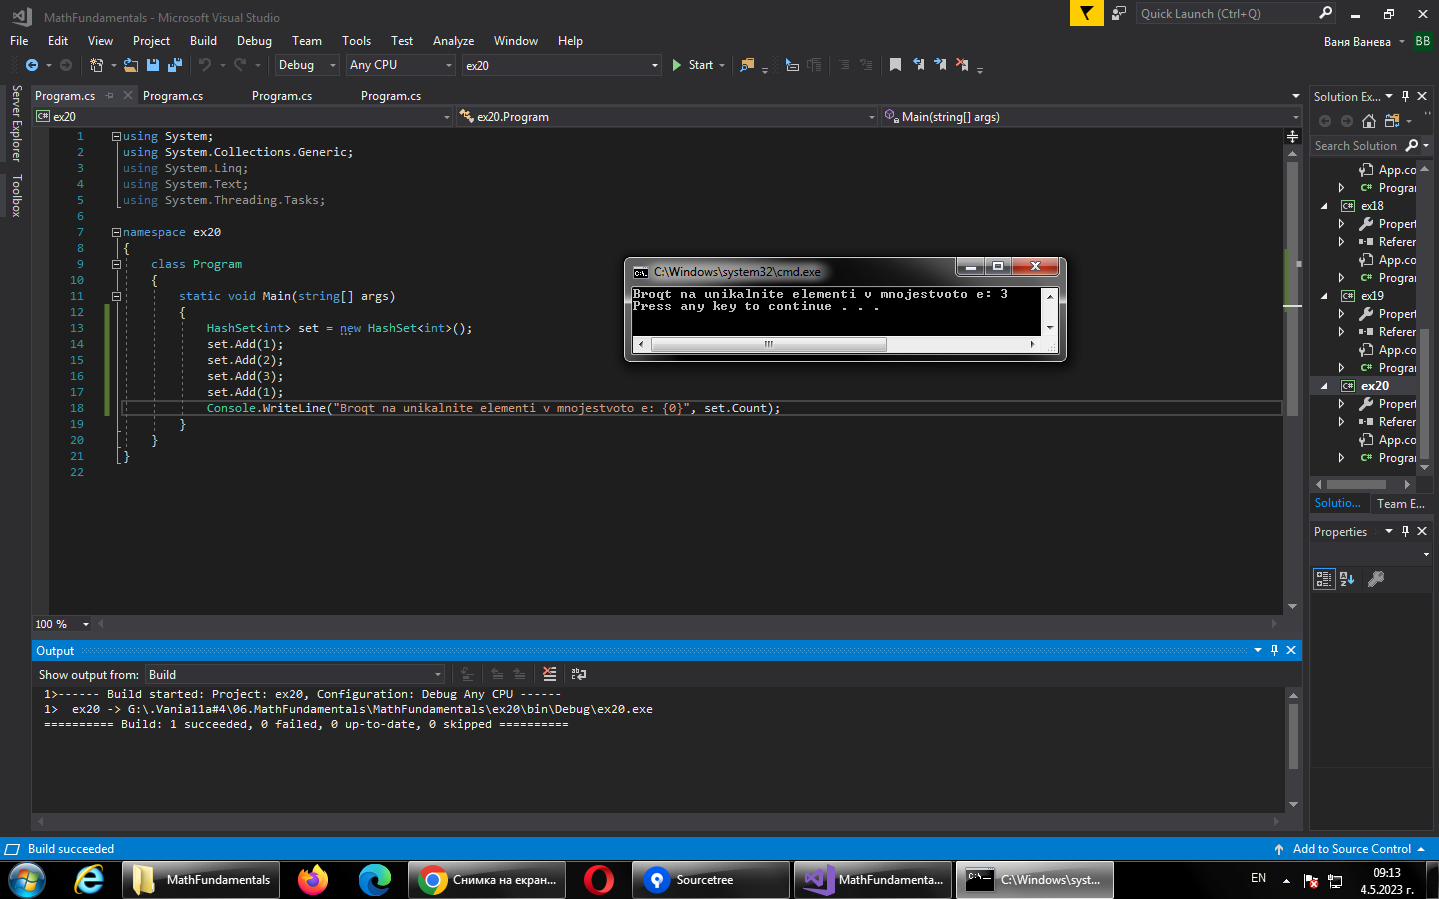 MathFundamentals - Microsoft Visual Studio
Quick Launch (Ctrl+Q)
File Edit View Project Build Debug Team Tools Test Analyze Window Help
Ваня Ванева BB
Debug Any CPU ex20 Start
Server Explorer
Toolbox
Program.cs Program.cs Program.cs Program.cs
ex20 ex20.Program Main(string[] args)
1 using System;
2 using System.Collections.Generic;
3 using System.Linq;
4 using System.Text;
5 using System.Threading.Tasks;
6
7 namespace ex20
8 {
9 class Program
10 {
11 static void Main(string[] args)
12 {
13 HashSet<int> set = new HashSet<int>();
14 set.Add(1);
15 set.Add(2);
16 set.Add(3);
17 set.Add(1);
18 Console.WriteLine("Broqt na unikalnite elementi v mnojestvoto e: {0}", set.Count);
19 }
20 }
21 }
22
C:\Windows\system32\cmd.exe
Broqt na unikalnite elementi v mnojestvoto e: 3
Press any key to continue . . .
Solution Ex...
Search Solution
App.co
C# Progra
C# ex18
Propert
Referer
App.co
C# Progra
C# ex19
Propert
Referer
App.co
C# Progra
C# ex20
Propert
Referer
App.co
C# Progra
Solutio... Team E...
Properties
100 %
Output
Show output from: Build
1>------ Build started: Project: ex20, Configuration: Debug Any CPU ------
1> ex20 -> G:\.Vania11a#4\06.MathFundamentals\MathFundamentals\ex20\bin\Debug\ex20.exe
========== Build: 1 succeeded, 0 failed, 0 up-to-date, 0 skipped ==========
Build succeeded
Add to Source Control
MathFundamentals Снимка на екран... Sourcetree MathFundamenta... C:\Windows\syst...
EN
09:13
4.5.2023 г.